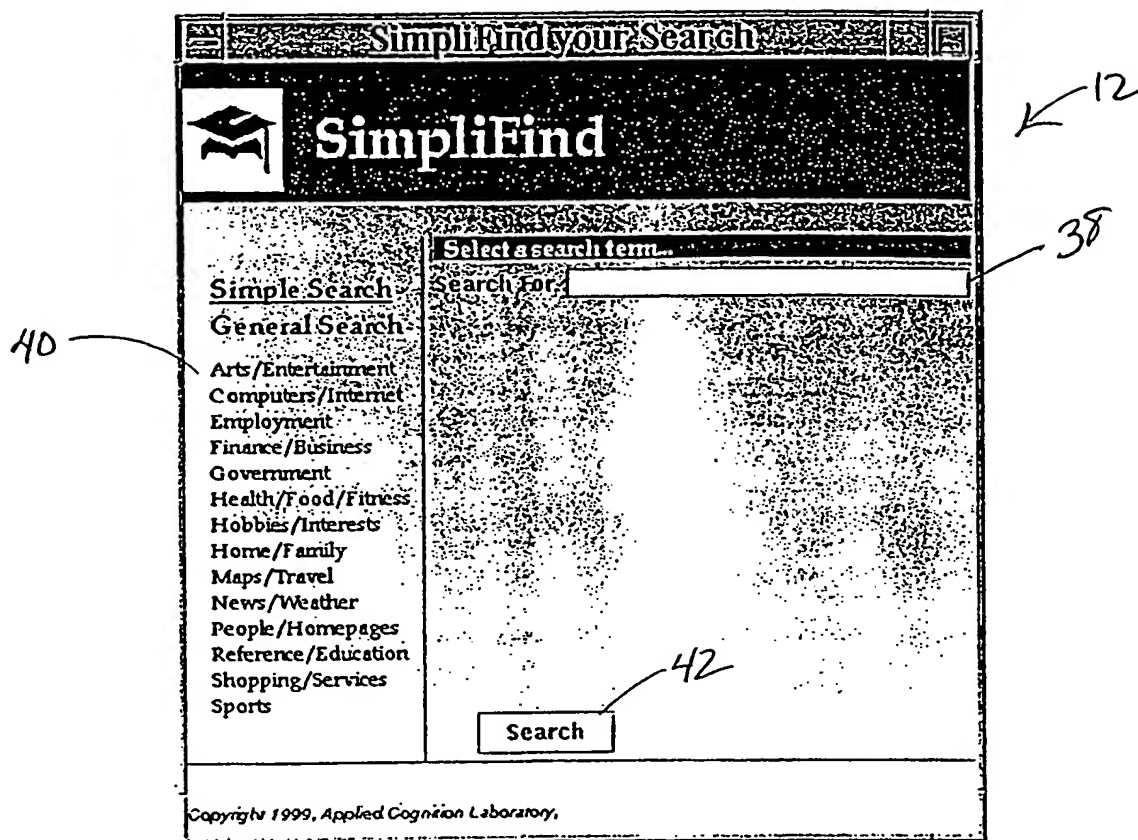 SimpliFind your Search
SimpliFind
12
Select a search term...
38
Search For
Simple Search
General Search
40
Arts/Entertainment
Computers/Internet
Employment
Finance/Business
Government
Health/Food/Fitness
Hobbies/Interests
Home/Family
Maps/Travel
News/Weather
People/Homepages
Reference/Education
Shopping/Services
Sports
42
Search
Copyright 1999, Applied Cognition Laboratory,